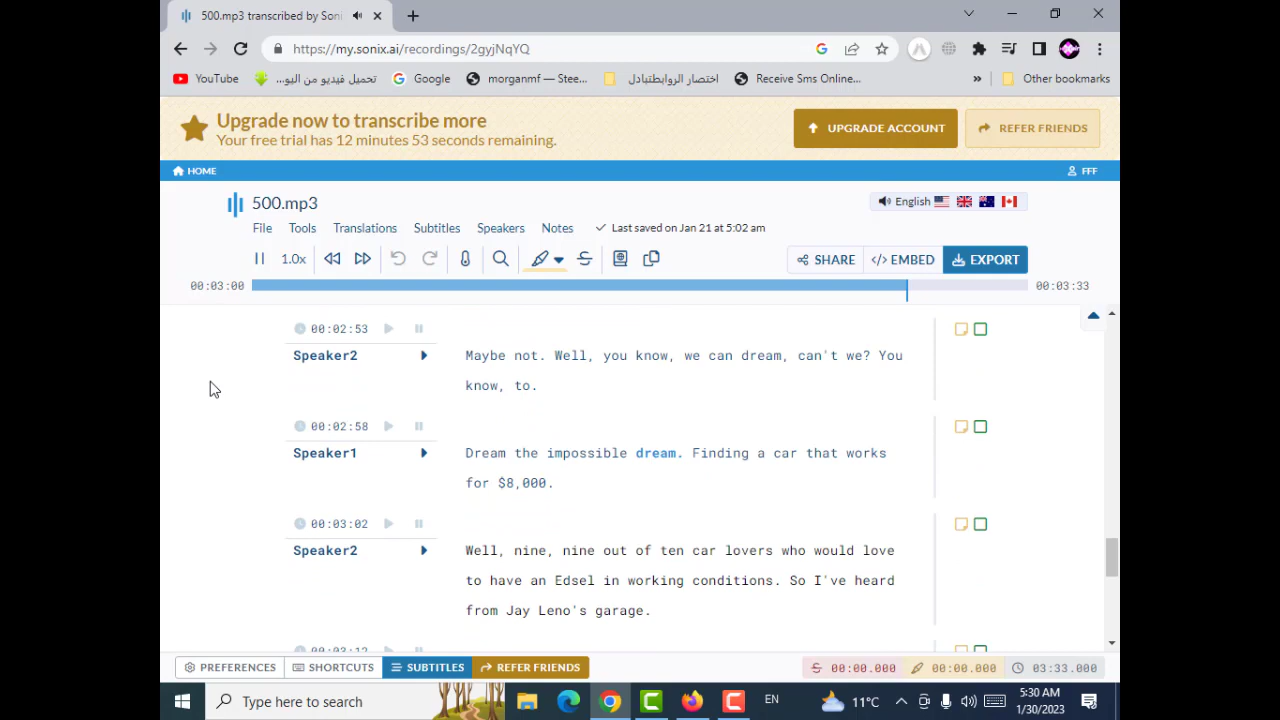 500.mp3 transcribed by Soni
https://my.sonix.ai/recordings/2gyjNqYQ
YouTube
تحميل فيديو من اليو...
Google
morganmf — Stee...
اختصار الروابطتبادل
Receive Sms Online...
»
Other bookmarks
Upgrade now to transcribe more
Your free trial has 12 minutes 53 seconds remaining.
UPGRADE ACCOUNT
REFER FRIENDS
HOME
FFF
500.mp3
English
File
Tools
Translations
Subtitles
Speakers
Notes
Last saved on Jan 21 at 5:02 am
1.0x
SHARE
</> EMBED
EXPORT
00:03:00
00:03:33
00:02:53
Speaker2
Maybe not. Well, you know, we can dream, can't we? You
know, to.
00:02:58
Speaker1
Dream the impossible dream. Finding a car that works
for $8,000.
00:03:02
Speaker2
Well, nine, nine out of ten car lovers who would love
to have an Edsel in working conditions. So I've heard
from Jay Leno's garage.
PREFERENCES
SHORTCUTS
SUBTITLES
REFER FRIENDS
00:00.000
00:00.000
03:33.000
Type here to search
EN
11°C
5:30 AM
1/30/2023